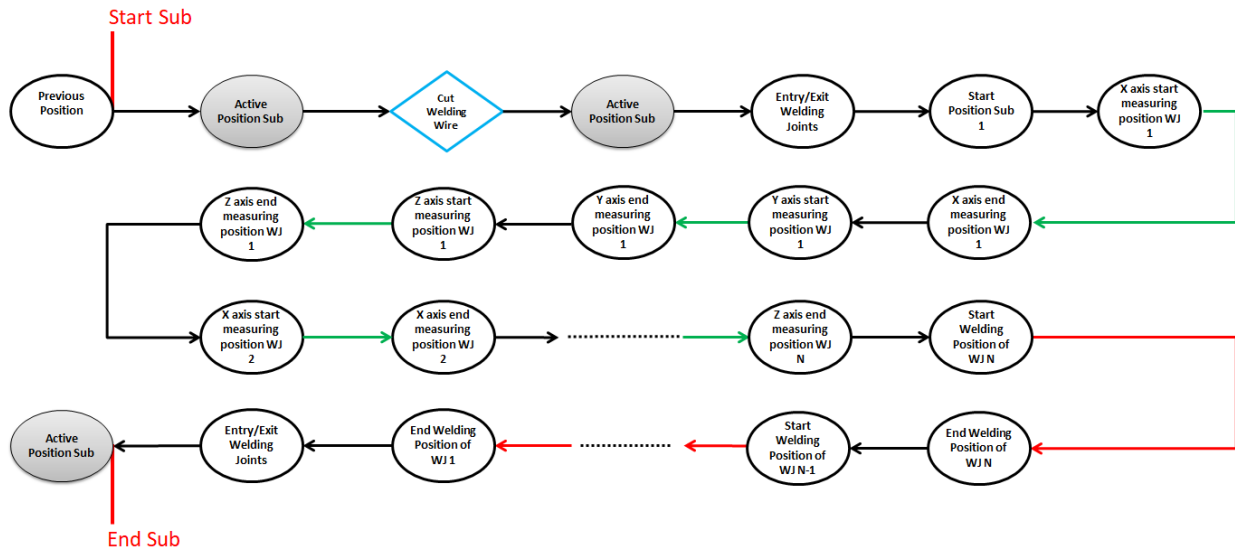 Start Sub
Previous
Position
Active
Position Sub
Cut
Welding
Wire
Active
Position Sub
Entry/Exit
Welding
Joints
Start
Position Sub
1
X axis start
measuring
position WJ
1
Z axis end
measuring
position WJ
1
Z axis start
measuring
position WJ
1
Y axis end
measuring
position WJ
1
Y axis start
measuring
position WJ
1
X axis end
measuring
position WJ
1
X axis start
measuring
position WJ
2
X axis end
measuring
position WJ
2
Z axis end
measuring
position WJ
N
Start
Welding
Position of
WJ N
Active
Position Sub
Entry/Exit
Welding
Joints
End Welding
Position of
WJ 1
Start
Welding
Position of
WJ N-1
End Welding
Position of
WJ N
End Sub